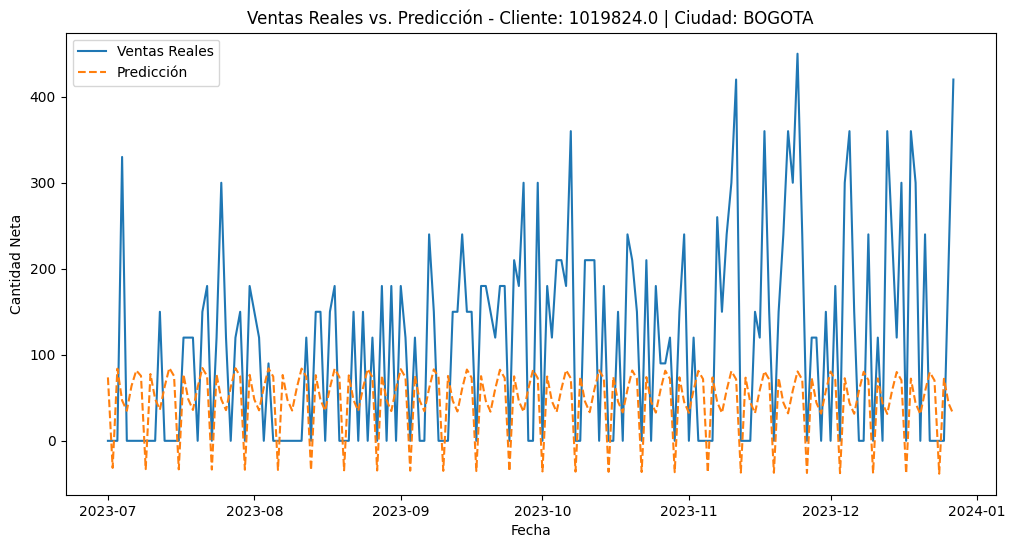 Ventas Reales vs. Predicción - Cliente: 1019824.0 | Ciudad: BOGOTA
Ventas Reales
Predicción
Cantidad Neta
400
300
200
100
0
2023-07
2023-08
2023-09
2023-10
2023-11
2023-12
2024-01
Fecha